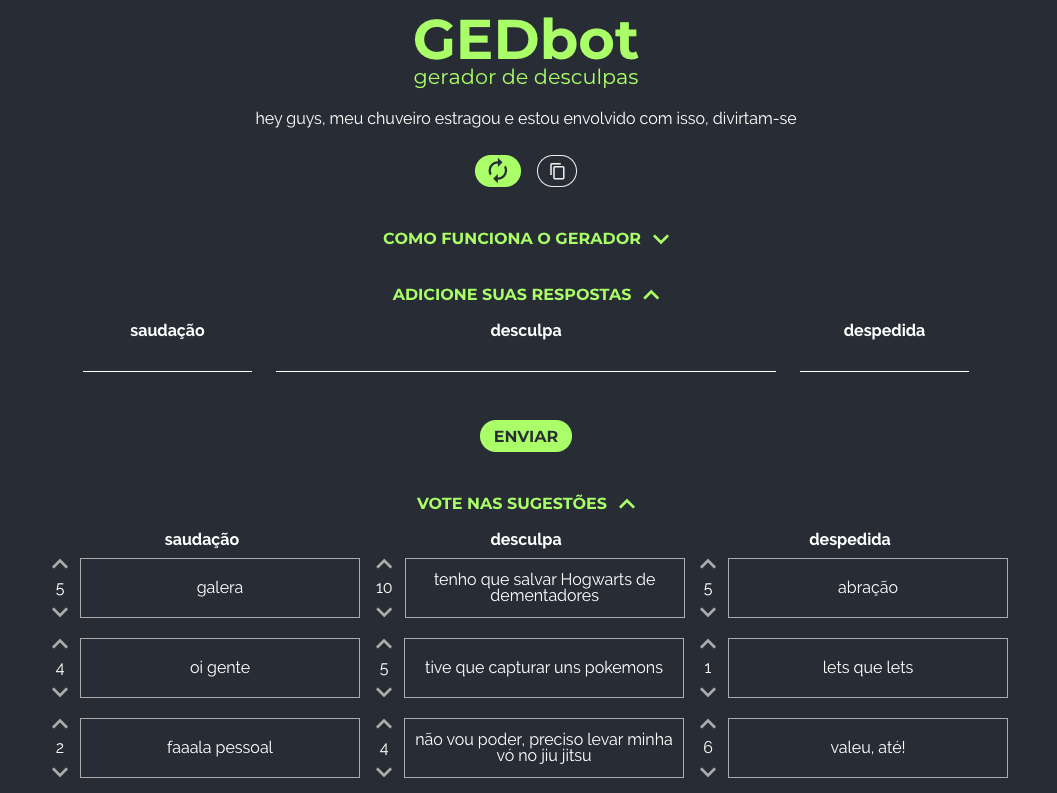 GEDbot
gerador de desculpas
hey guys, meu chuveiro estragou e estou envolvido com isso, divirtam-se
COMO FUNCIONA O GERADOR
ADICIONE SUAS RESPOSTAS
saudação desculpa despedida
ENVIAR
VOTE NAS SUGESTÕES
saudação desculpa despedida
5 galera 10 tenho que salvar Hogwarts de
dementadores 5 abração
4 oi gente 5 tive que capturar uns pokemons 1 lets que lets
2 faaala pessoal 4 não vou poder, preciso levar minha
vó no jiu jitsu 6 valeu, até!